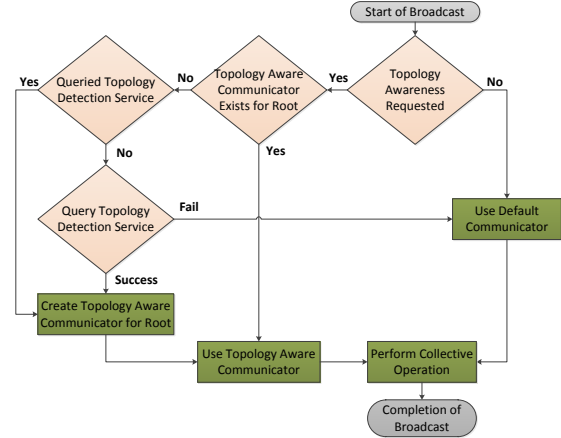 Start of Broadcast
Topology
Awareness
Requested
Yes
No
Topology Aware
Communicator
Exists for Root
No
Yes
Queried Topology
Detection Service
Yes
No
Query Topology
Detection Service
Fail
Success
Use Default
Communicator
Create Topology Aware
Communicator for Root
Use Topology Aware
Communicator
Perform Collective
Operation
Completion of
Broadcast